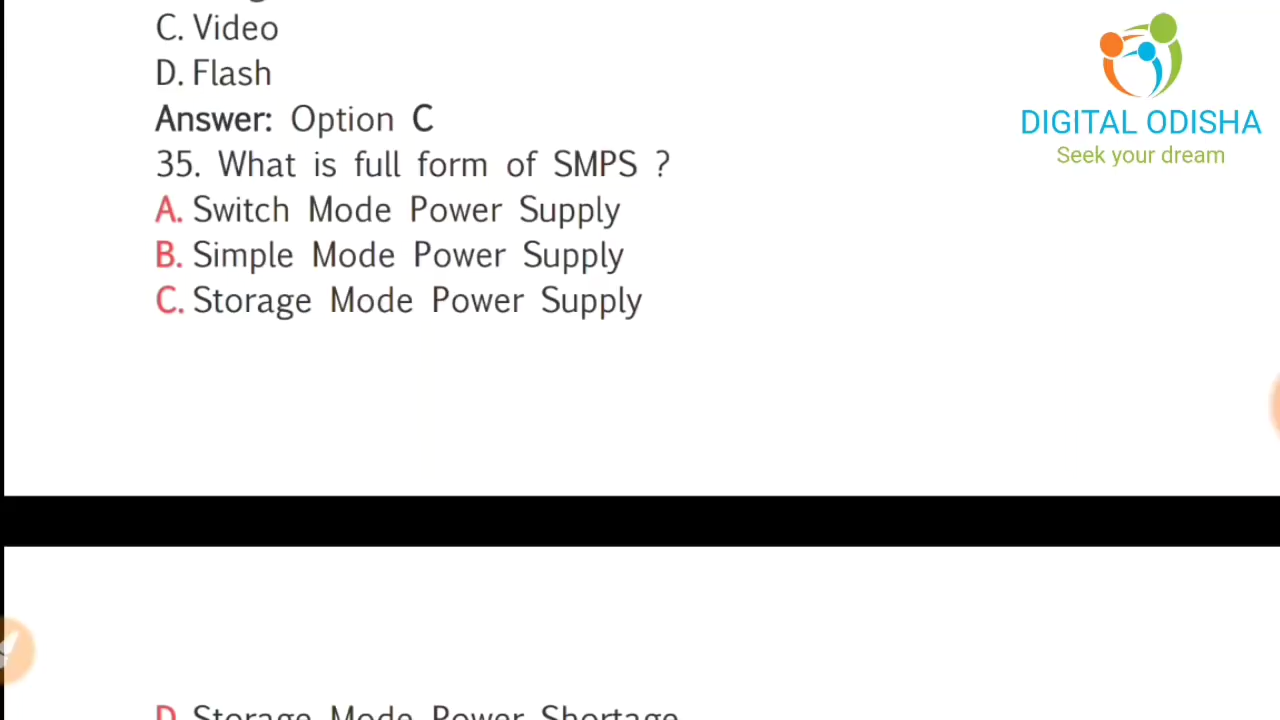 C. Video
D. Flash
Answer: Option C
35. What is full form of SMPS ?
A. Switch Mode Power Supply
B. Simple Mode Power Supply
C. Storage Mode Power Supply
D. Storage Mode Power Shortage
DIGITAL ODISHA
Seek your dream